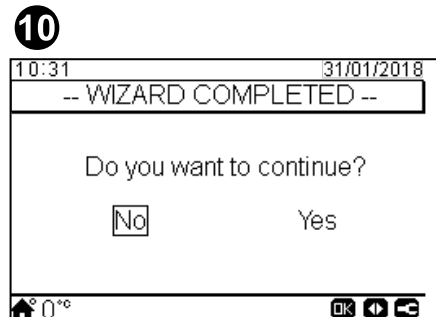 10
10:31 31/01/2018
-- WIZARD COMPLETED --
Do you want to continue?
No Yes
0°c OK